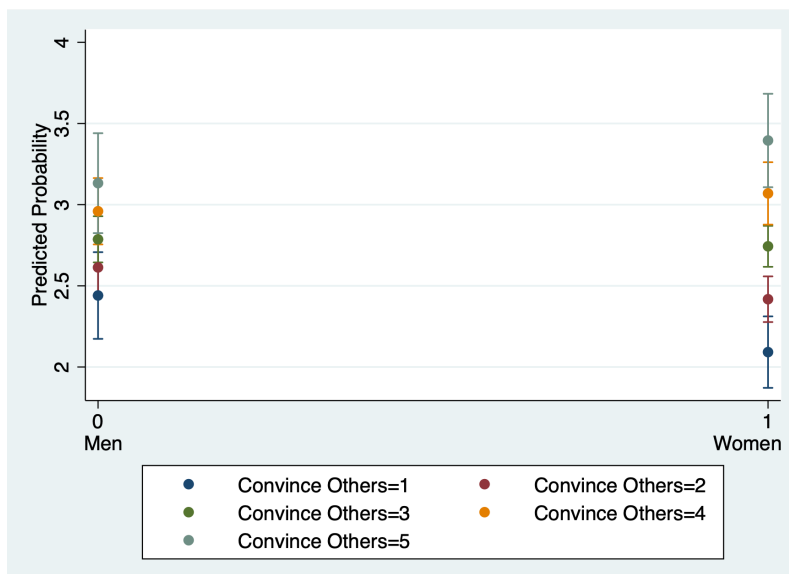 Predicted Probability
4
3.5
3
2.5
2
0 1
Men Women
Convince Others=1 Convince Others=2
Convince Others=3 Convince Others=4
Convince Others=5